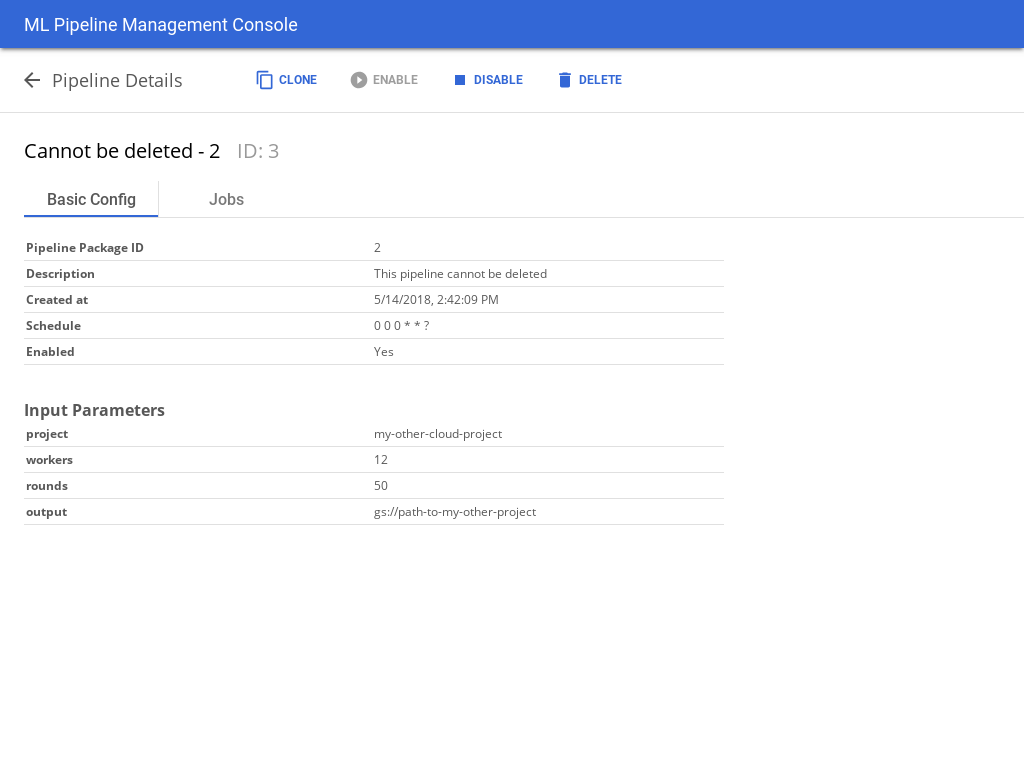 ML Pipeline Management Console
Pipeline Details
CLONE
ENABLE
DISABLE
DELETE
Cannot be deleted - 2 ID: 3
Basic Config
Jobs
Pipeline Package ID 2
Description This pipeline cannot be deleted
Created at 5/14/2018, 2:42:09 PM
Schedule 0 0 0 * * ?
Enabled Yes
Input Parameters
project my-other-cloud-project
workers 12
rounds 50
output gs://path-to-my-other-project